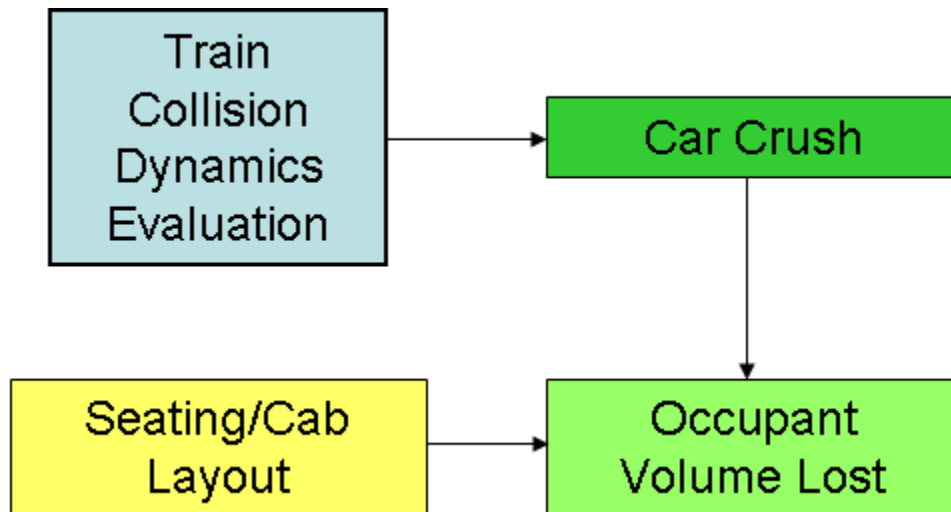 Train
Collision
Dynamics
Evaluation
Car Crush
Seating/Cab
Layout
Occupant
Volume Lost